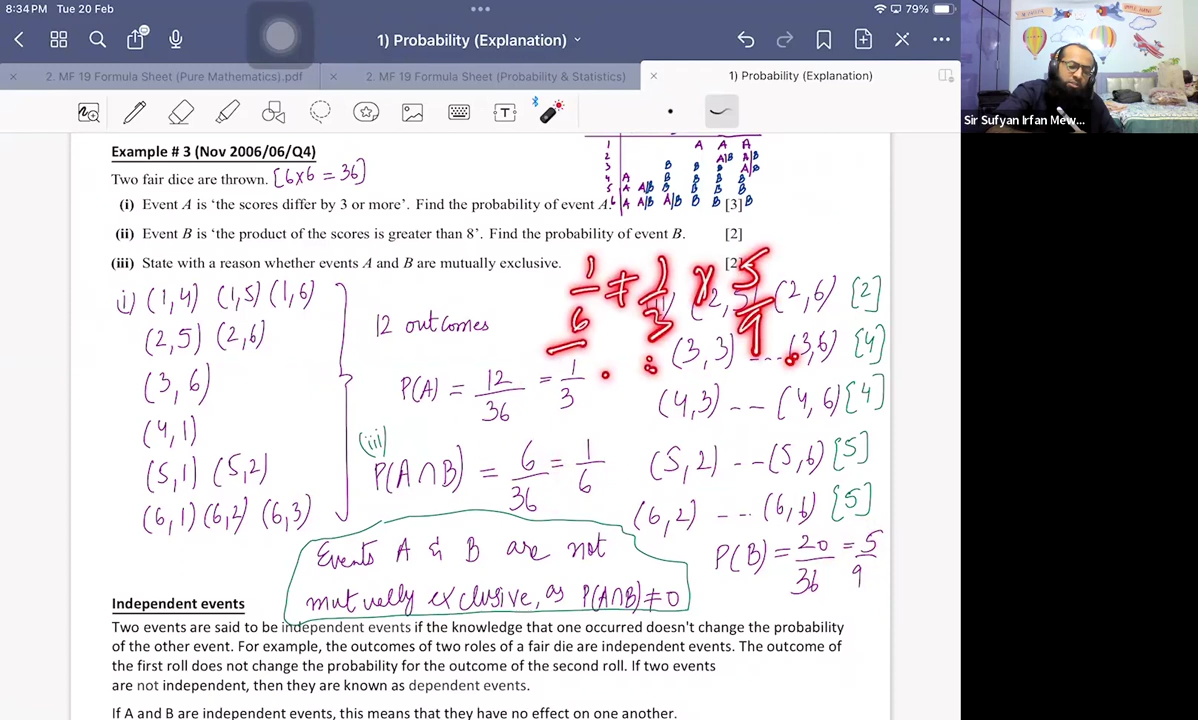 8:34 PM Tue 20 Feb
79%
1) Probability (Explanation)
2. MF 19 Formula Sheet (Pure Mathematics).pdf
2. MF 19 Formula Sheet (Probability & Statistics)
1) Probability (Explanation)
Sir Sufyan Irfan Mew...
1 A A A
2 A|B A|B
3 B B B A|B
4 A B B B B
5 A A|B B B B B
6 A A|B A|B B B B
Example # 3 (Nov 2006/06/Q4)
Two fair dice are thrown. [6x6 = 36]
(i) Event A is ‘the scores differ by 3 or more’. Find the probability of event A. [3]
(ii) Event B is ‘the product of the scores is greater than 8’. Find the probability of event B. [2]
(iii) State with a reason whether events A and B are mutually exclusive.
1/6 ≠ 1/3 x 5/9
i) (1,4) (1,5) (1,6)
(2,5) (2,6)
(3,6)
(4,1)
(5,1) (5,2)
(6,1) (6,2) (6,3)
12 outcomes
P(A) = 12/36 = 1/3
(iii)
P(A∩B) = 6/36 = 1/6
(2,6) [2]
(3,3) ... (3,6) [4]
(4,3) -- (4,6) [4]
(5,2) --(5,6) [5]
(6,2) --- (6,6) [5]
P(B) = 20/36 = 5/9
Events A & B are not
mutually exclusive, as P(A∩B) ≠ 0
Independent events
Two events are said to be independent events if the knowledge that one occurred doesn't change the probability
of the other event. For example, the outcomes of two roles of a fair die are independent events. The outcome of
the first roll does not change the probability for the outcome of the second roll. If two events
are not independent, then they are known as dependent events.
If A and B are independent events, this means that they have no effect on one another.